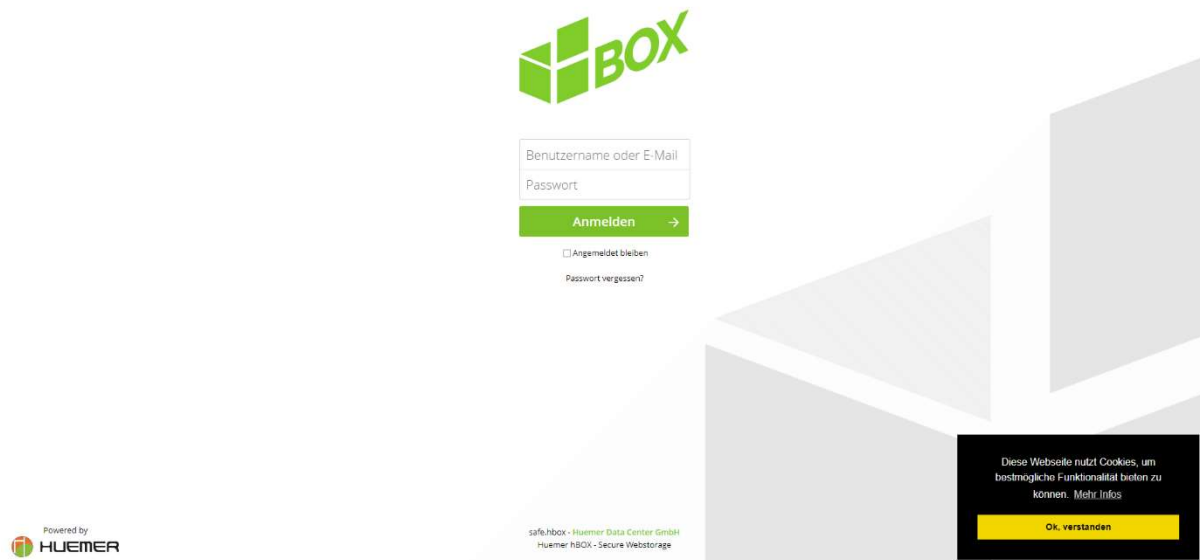 BOX
Benutzername oder E-Mail
Passwort
Anmelden
Angemeldet bleiben
Passwort vergessen?
Diese Webseite nutzt Cookies, um
bestmögliche Funktionalität bieten zu
können. Mehr Infos
Ok, verstanden
Powered by
HUEMER
safe.hbox - Huemer Data Center GmbH
Huemer hBOX - Secure Webstorage